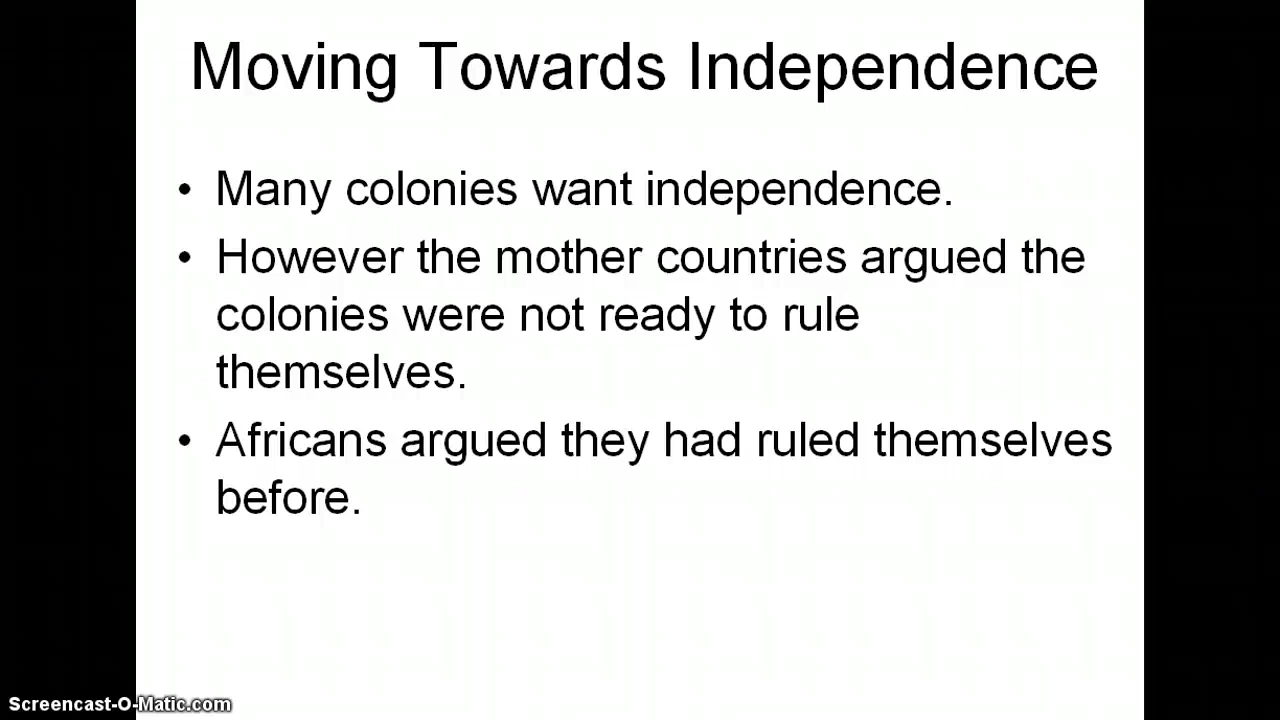 Moving Towards Independence
• Many colonies want independence.
• However the mother countries argued the
colonies were not ready to rule
themselves.
• Africans argued they had ruled themselves
before.
Screencast-O-Matic.com